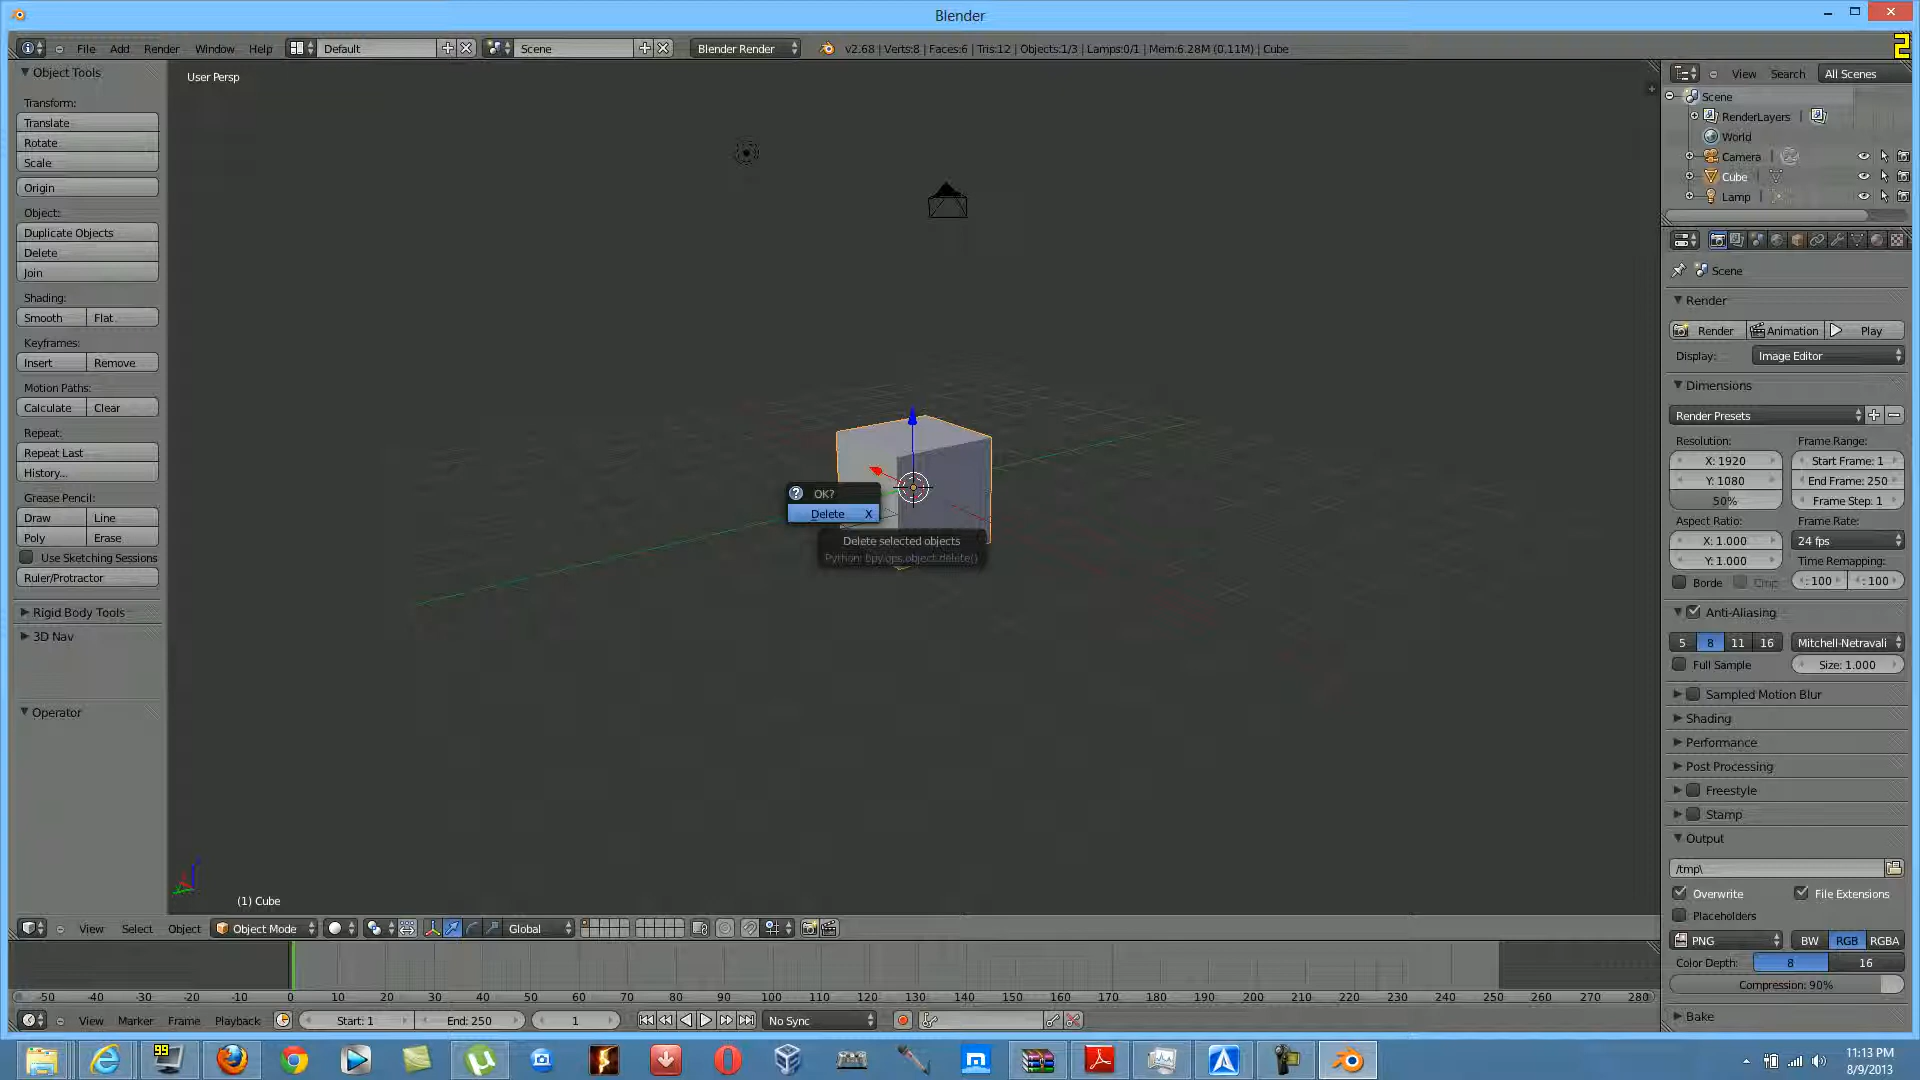 Blender
File Add Render Window Help Default Scene Blender Render v2.68 | Verts:8 | Faces:6 | Tris:12 | Objects:1/3 | Lamps:0/1 | Mem:6.28M (0.11M) | Cube
2
Object Tools
Transform:
Translate
Rotate
Scale
Origin
Object:
Duplicate Objects
Delete
Join
Shading:
Smooth Flat
Keyframes:
Insert Remove
Motion Paths:
Calculate Clear
Repeat:
Repeat Last
History...
Grease Pencil:
Draw Line
Poly Erase
Use Sketching Sessions
Ruler/Protractor
Rigid Body Tools
3D Nav
Operator
User Persp
OK?
Delete X
Delete selected objects
Python: bpy.ops.object.delete()
(1) Cube
View Search All Scenes
Scene
RenderLayers
World
Camera
Cube
Lamp
Scene
Render
Render Animation Play
Display: Image Editor
Dimensions
Render Presets
Resolution: Frame Range:
X: 1920 Start Frame: 1
Y: 1080 End Frame: 250
50% Frame Step: 1
Aspect Ratio: Frame Rate:
X: 1.000 24 fps
Y: 1.000 Time Remapping:
Borde : 100 : 100
Anti-Aliasing
5 8 11 16 Mitchell-Netravali
Full Sample Size: 1.000
Sampled Motion Blur
Shading
Performance
Post Processing
Freestyle
Stamp
Output
/tmp\
Overwrite File Extensions
Placeholders
PNG BW RGB RGBA
Color Depth: 8 16
Compression: 90%
Bake
View Select Object Object Mode Global
-50 -40 -30 -20 -10 0 10 20 30 40 50 60 70 80 90 100 110 120 130 140 150 160 170 180 190 200 210 220 230 240 250 260 270 280
View Marker Frame Playback Start: 1 End: 250 1 No Sync
99
11:13 PM
8/9/2013